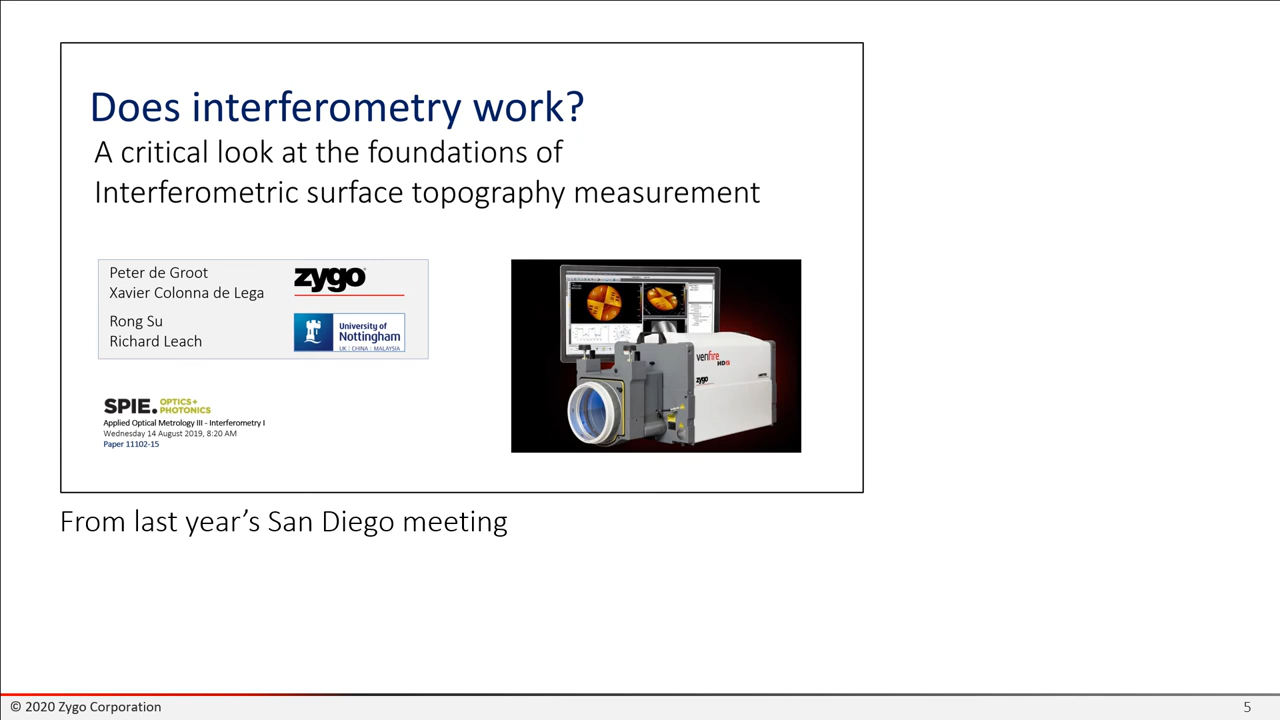 Does interferometry work?
A critical look at the foundations of
Interferometric surface topography measurement
Peter de Groot
Xavier Colonna de Lega
zygo
Rong Su
Richard Leach
University of
Nottingham
UK | CHINA | MALAYSIA
SPIE. OPTICS+
PHOTONICS
Applied Optical Metrology III - Interferometry I
Wednesday 14 August 2019, 8:20 AM
Paper 11102-15
verifire
HD
zygo
From last year’s San Diego meeting
© 2020 Zygo Corporation
5